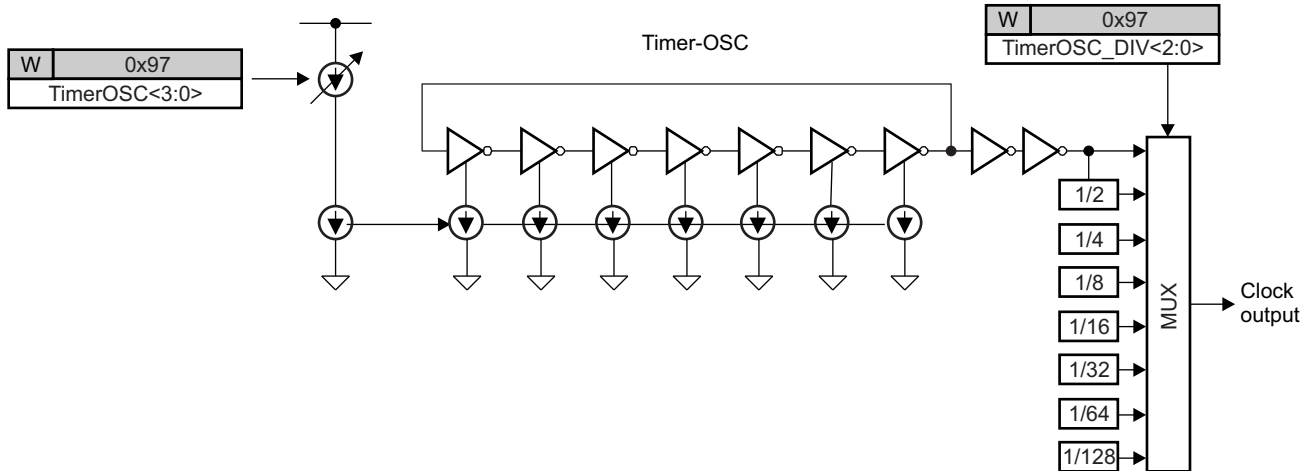 W 0x97
TimerOSC<3:0>
Timer-OSC
W 0x97
TimerOSC_DIV<2:0>
1/2
1/4
1/8
1/16
1/32
1/64
1/128
MUX
Clock
output